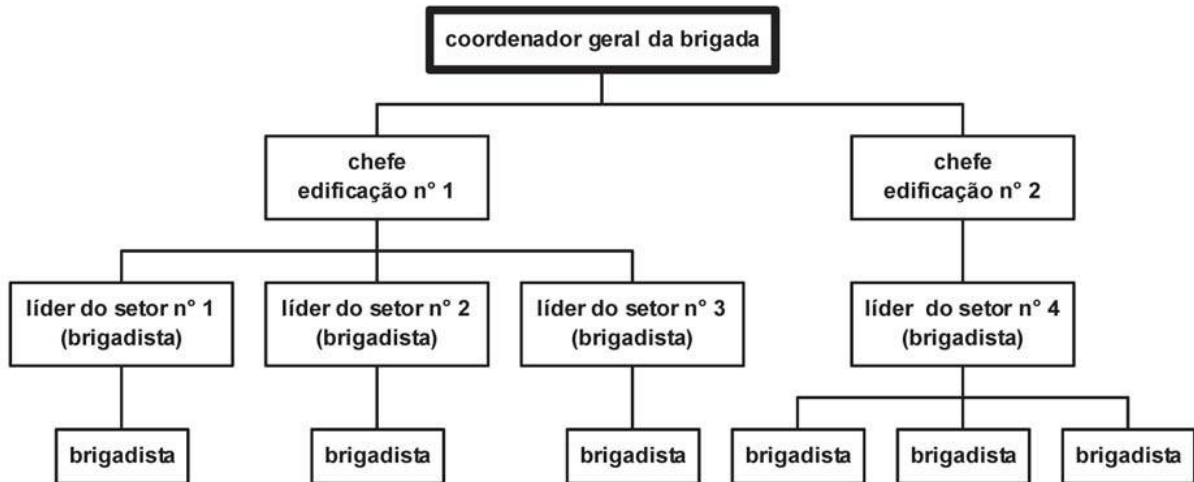 coordenador geral da brigada
chefe
edificação n° 1
chefe
edificação n° 2
líder do setor n° 1
(brigadista)
líder do setor n° 2
(brigadista)
líder do setor n° 3
(brigadista)
líder do setor n° 4
(brigadista)
brigadista
brigadista
brigadista
brigadista
brigadista
brigadista